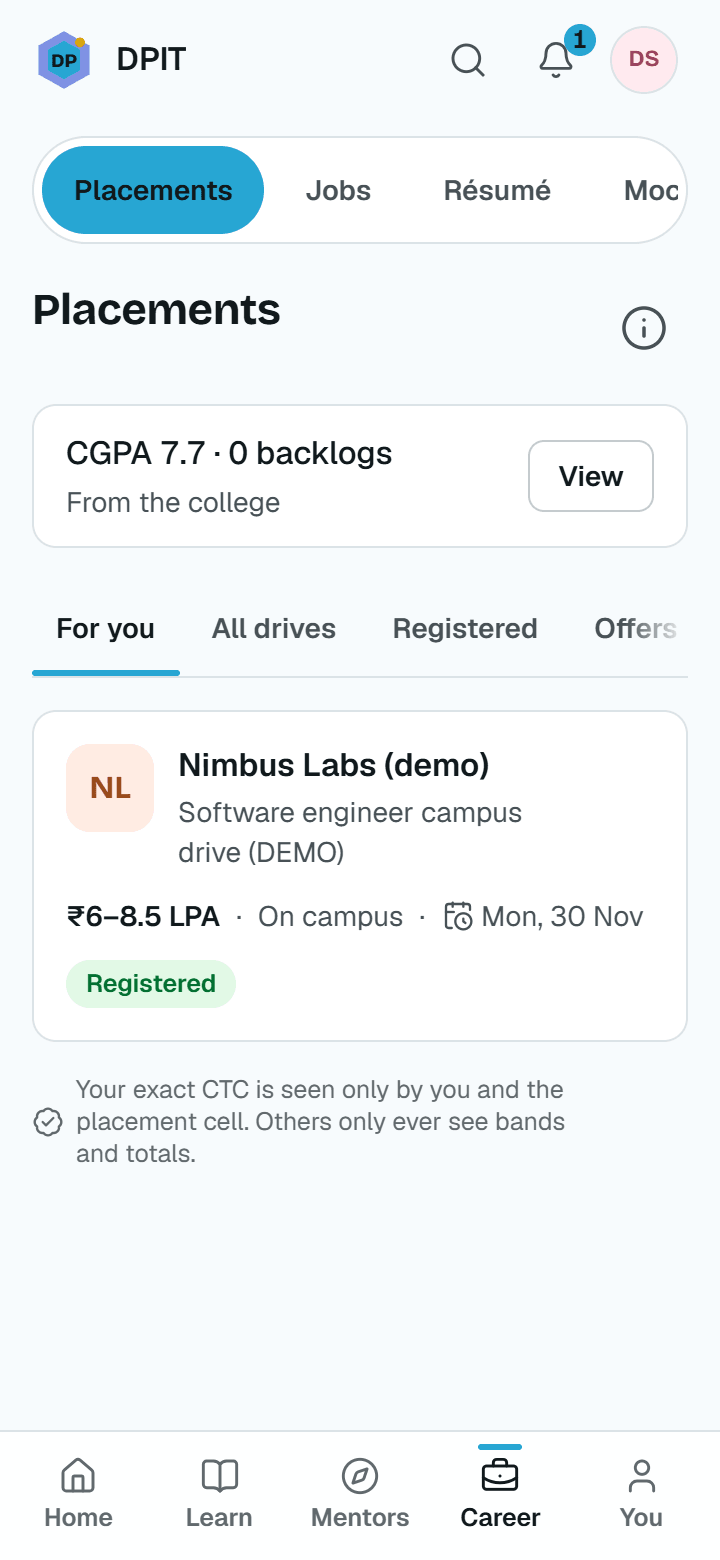 DP DPIT 1 DS
Placements Jobs Résumé Moc
Placements
CGPA 7.7 · 0 backlogs
From the college
View
For you All drives Registered Offers
NL
Nimbus Labs (demo)
Software engineer campus
drive (DEMO)
₹6–8.5 LPA · On campus · Mon, 30 Nov
Registered
Your exact CTC is seen only by you and the
placement cell. Others only ever see bands
and totals.
Home Learn Mentors Career You